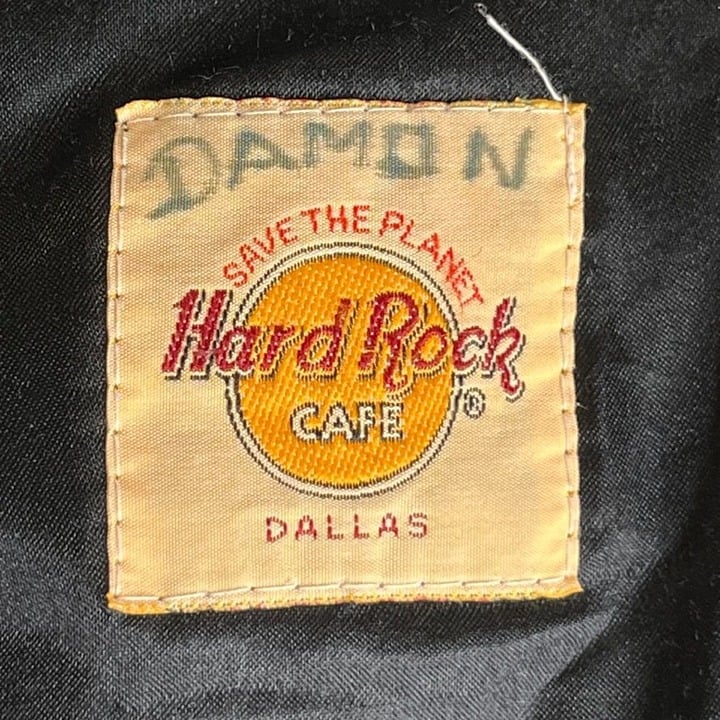 DAMON
SAVE THE PLANET
Hard Rock
CAFE
®
DALLAS